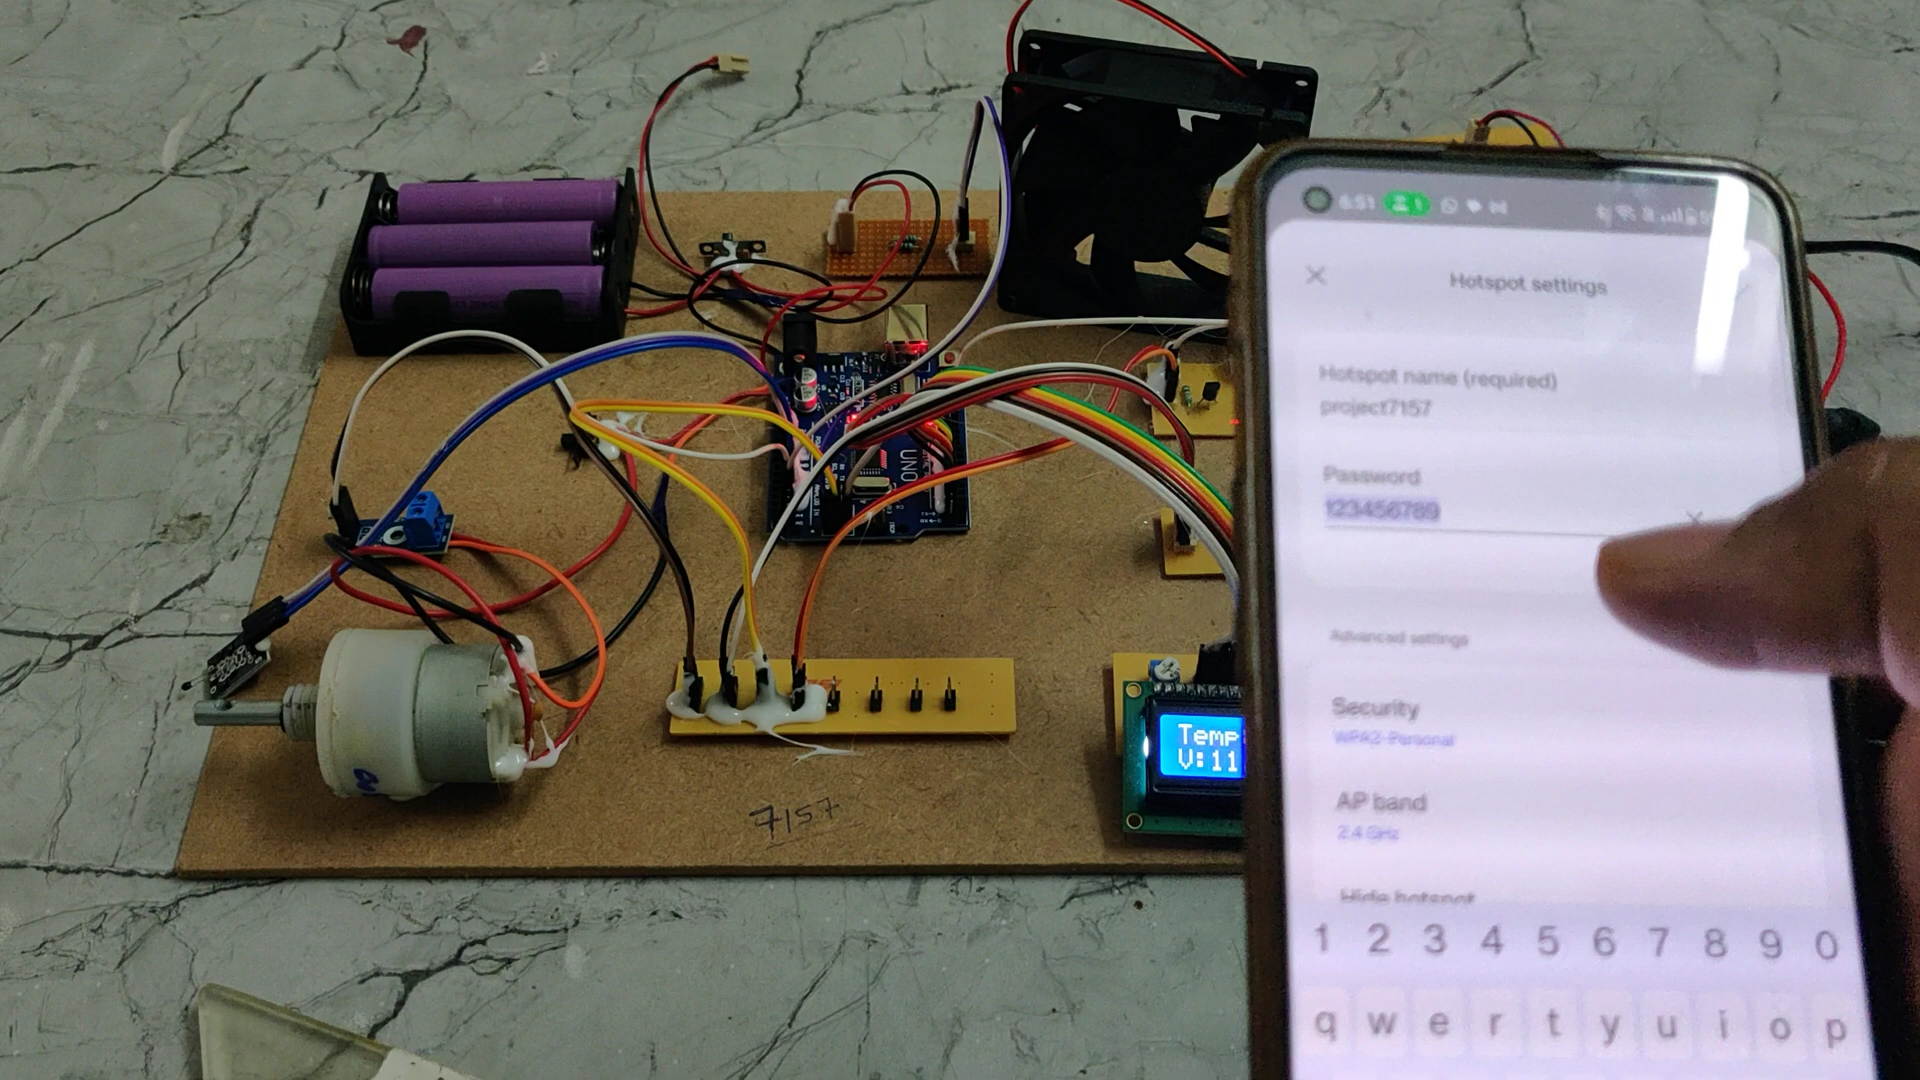 6:51
Hotspot settings
Hotspot name (required)
project7157
Password
123456789
Advanced settings
Security
WPA2-Personal
AP band
2.4 GHz
Hide hotspot
1 2 3 4 5 6 7 8 9 0
q w e r t y u i o p
UNO
Temp
V:11
7157